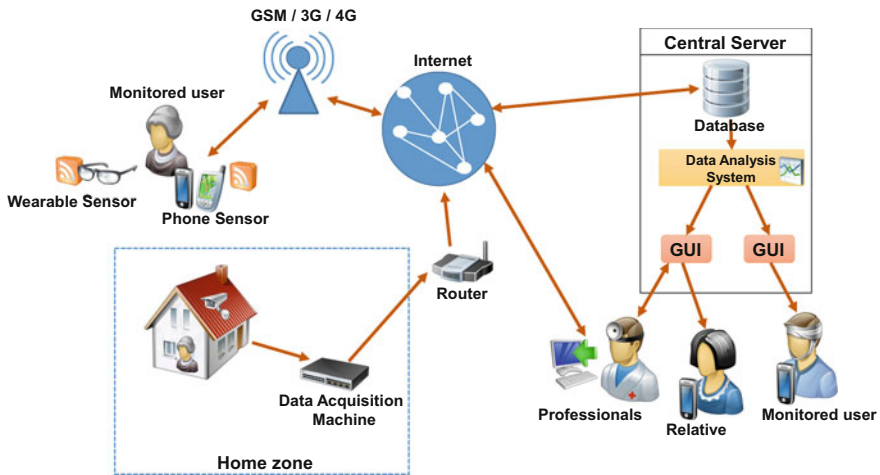 GSM / 3G / 4G
Internet
Central Server
Monitored user
Database
Data Analysis
System
Wearable Sensor
Phone Sensor
GUI
GUI
Router
Data Acquisition
Machine
Home zone
Professionals
Relative
Monitored user